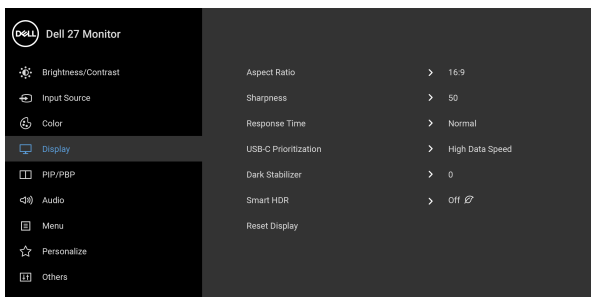 DELL Dell 27 Monitor
Brightness/Contrast
Input Source
Color
Display
PIP/PBP
Audio
Menu
Personalize
Others
Aspect Ratio > 16:9
Sharpness > 50
Response Time > Normal
USB-C Prioritization > High Data Speed
Dark Stabilizer > 0
Smart HDR > Off
Reset Display